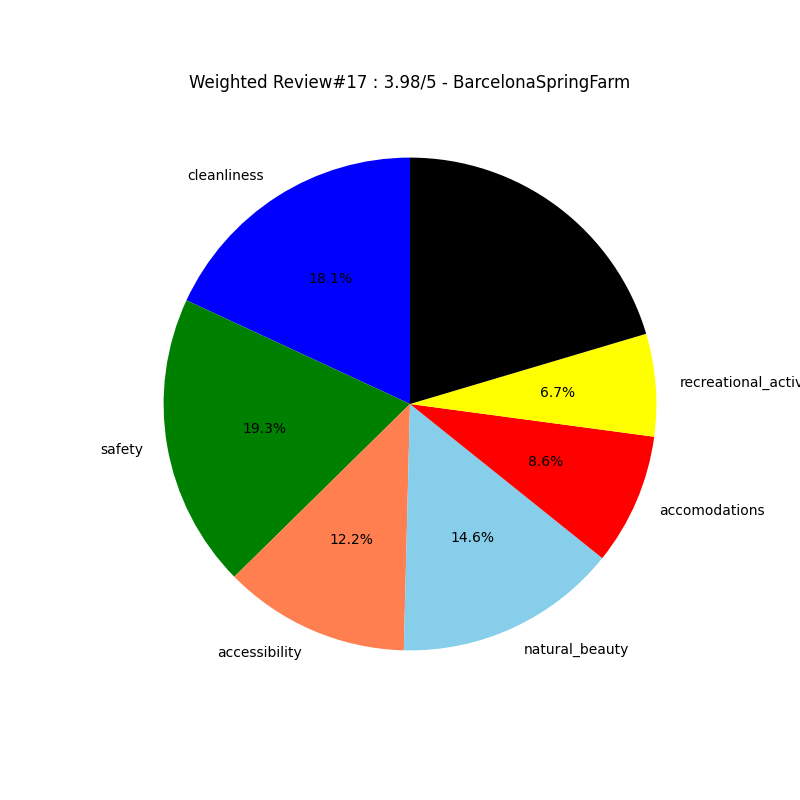 Weighted Review#17 : 3.98/5 - BarcelonaSpringFarm
cleanliness
18.1%
safety
19.3%
accessibility
12.2%
natural_beauty
14.6%
accomodations
8.6%
recreational_activ
6.7%